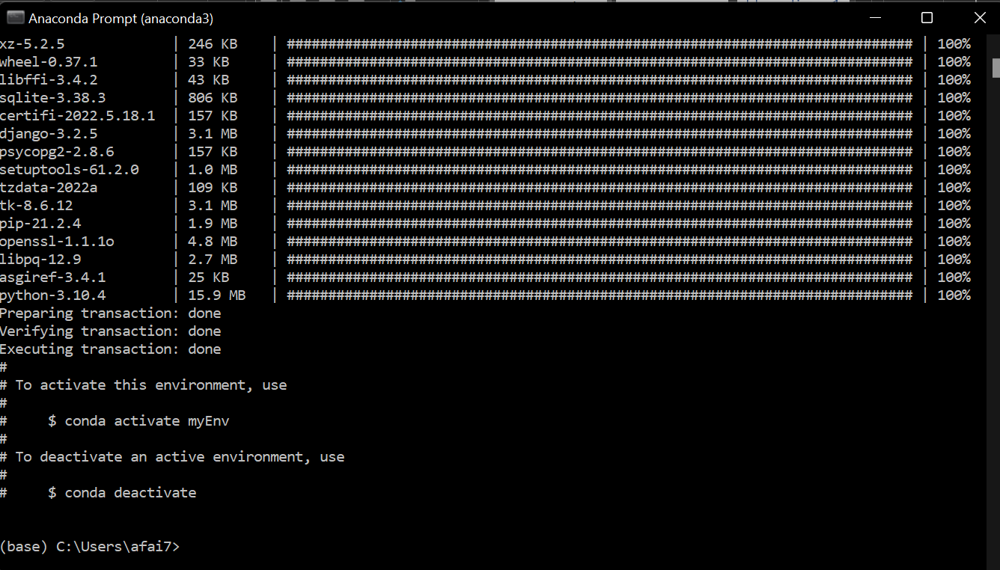 Anaconda Prompt (anaconda3)
xz-5.2.5 | 246 KB | ############################################################################ | 100%
wheel-0.37.1 | 33 KB | ############################################################################ | 100%
libffi-3.4.2 | 43 KB | ############################################################################ | 100%
sqlite-3.38.3 | 806 KB | ############################################################################ | 100%
certifi-2022.5.18.1 | 157 KB | ############################################################################ | 100%
django-3.2.5 | 3.1 MB | ############################################################################ | 100%
psycopg2-2.8.6 | 157 KB | ############################################################################ | 100%
setuptools-61.2.0 | 1.0 MB | ############################################################################ | 100%
tzdata-2022a | 109 KB | ############################################################################ | 100%
tk-8.6.12 | 3.1 MB | ############################################################################ | 100%
pip-21.2.4 | 1.9 MB | ############################################################################ | 100%
openssl-1.1.1o | 4.8 MB | ############################################################################ | 100%
libpq-12.9 | 2.7 MB | ############################################################################ | 100%
asgiref-3.4.1 | 25 KB | ############################################################################ | 100%
python-3.10.4 | 15.9 MB | ############################################################################ | 100%
Preparing transaction: done
Verifying transaction: done
Executing transaction: done
#
# To activate this environment, use
#
#     $ conda activate myEnv
#
# To deactivate an active environment, use
#
#     $ conda deactivate
(base) C:\Users\afai7>